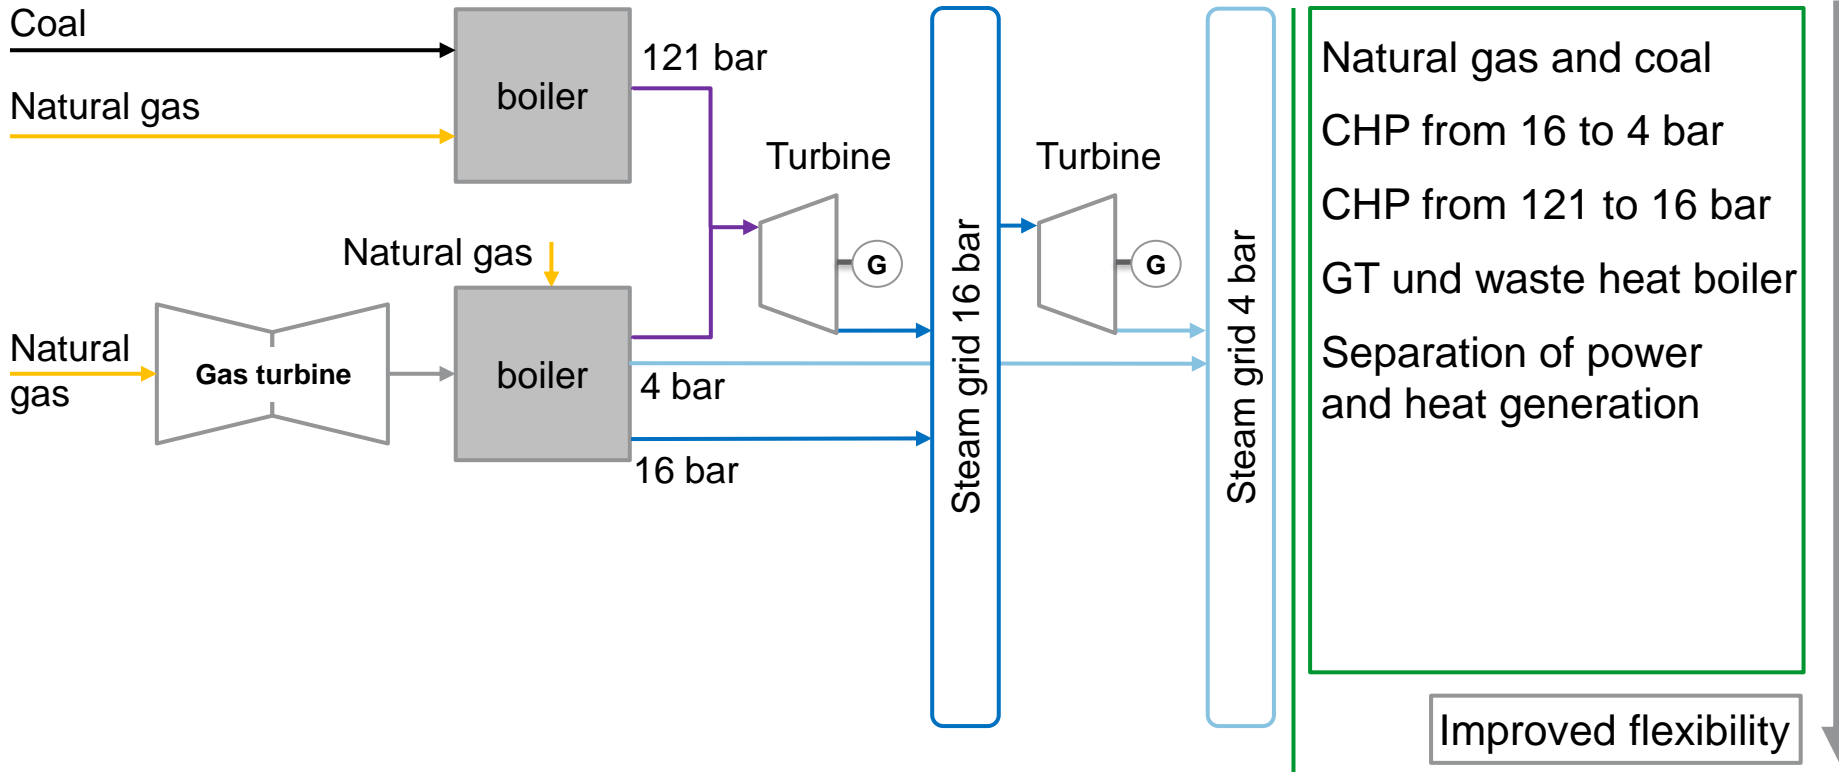 Coal
Natural gas
boiler
121 bar
Turbine
G
Turbine
G
Natural gas
Natural
gas
Gas turbine
boiler
4 bar
16 bar
Steam grid 16 bar
Steam grid 4 bar
Natural gas and coal
CHP from 16 to 4 bar
CHP from 121 to 16 bar
GT und waste heat boiler
Separation of power
and heat generation
Improved flexibility